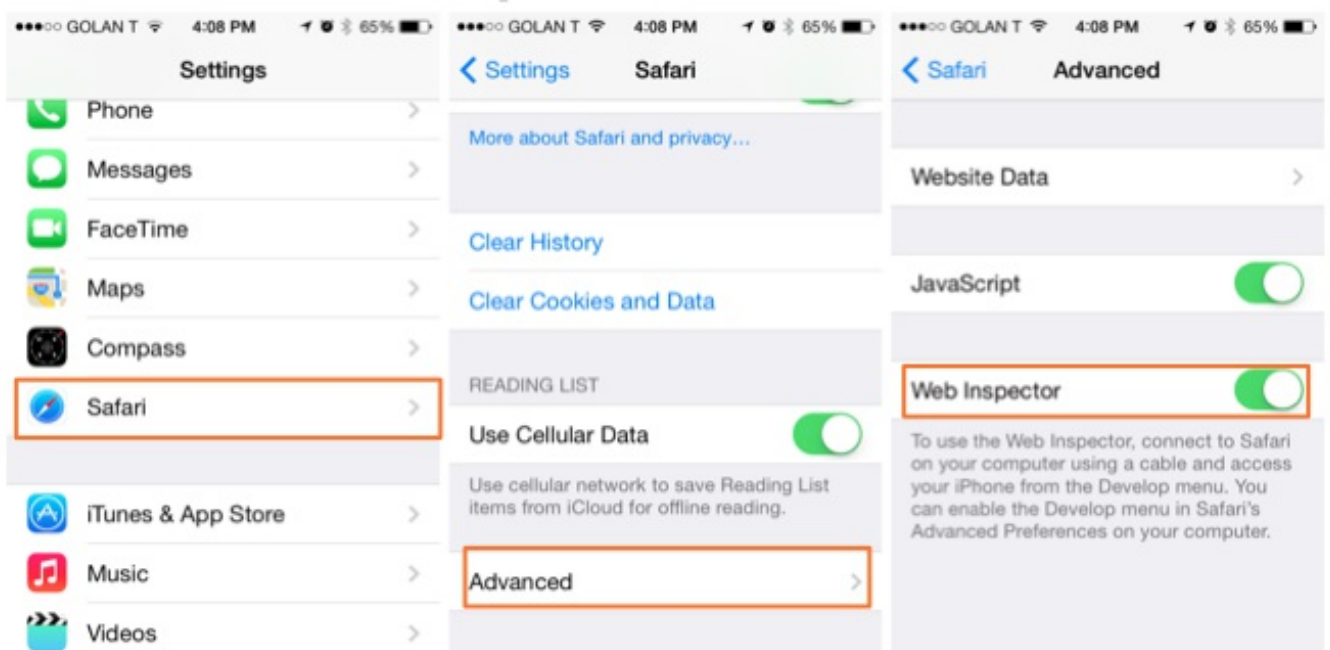 GOLAN T 4:08 PM 65%
Settings
Phone
Messages
FaceTime
Maps
Compass
Safari
iTunes & App Store
Music
Videos
GOLAN T 4:08 PM 65%
Settings Safari
More about Safari and privacy...
Clear History
Clear Cookies and Data
READING LIST
Use Cellular Data
Use cellular network to save Reading List
items from iCloud for offline reading.
Advanced
GOLAN T 4:08 PM 65%
Safari Advanced
Website Data
JavaScript
Web Inspector
To use the Web Inspector, connect to Safari
on your computer using a cable and access
your iPhone from the Develop menu. You
can enable the Develop menu in Safari's
Advanced Preferences on your computer.